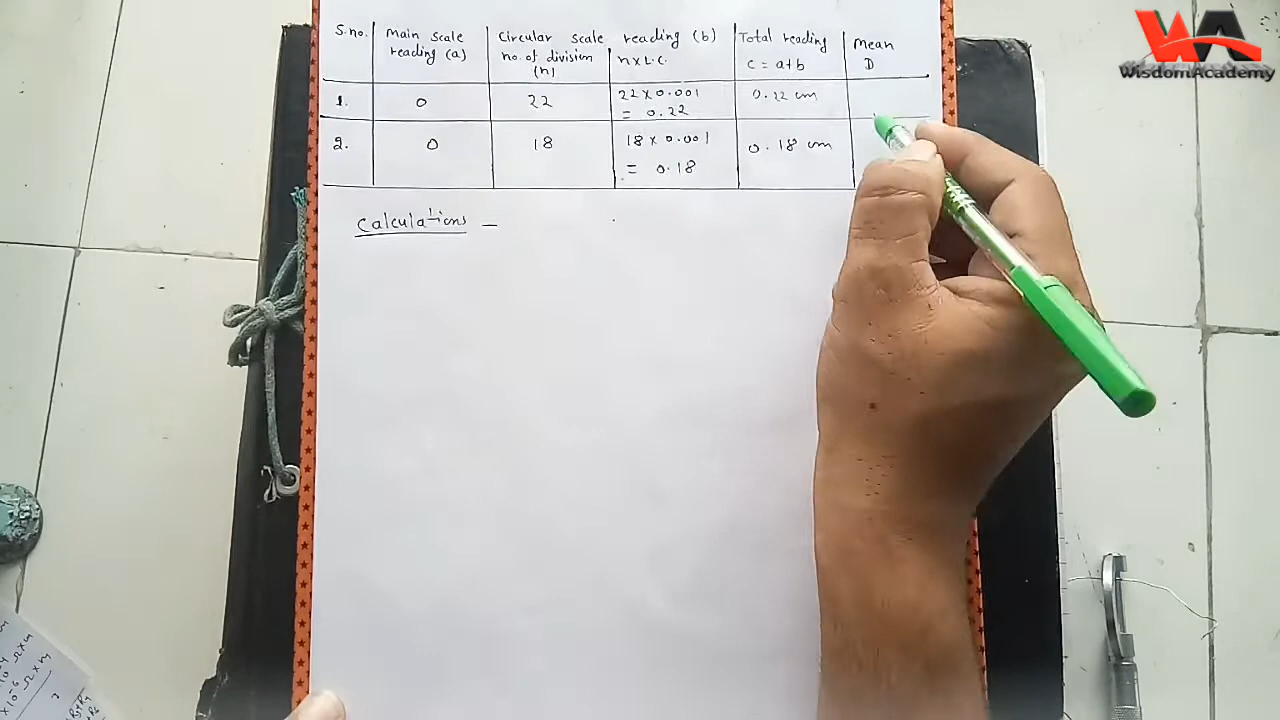 WA
WisdomAcademy
S.no. Main scale reading (a) Circular scale reading (b) Total reading Mean
no. of division (n) n x L.C. c = a+b D
1. 0 22 22 x 0.001 = 0.22 0.22 cm
2. 0 18 18 x 0.001 = 0.18 0.18 cm
Calculations –